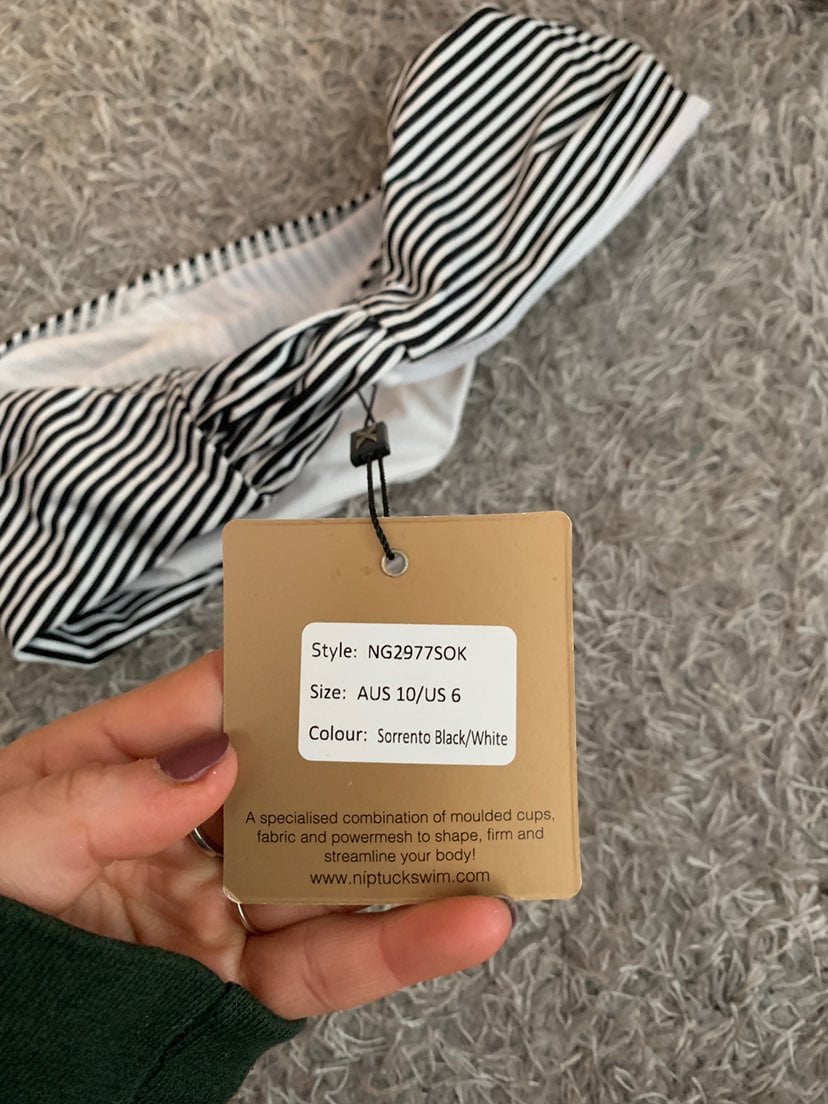 Style: NG2977SOK
Size: AUS 10/US 6
Colour: Sorrento Black/White
A specialised combination of moulded cups,
fabric and powermesh to shape, firm and
streamline your body!
www.niptuckswim.com